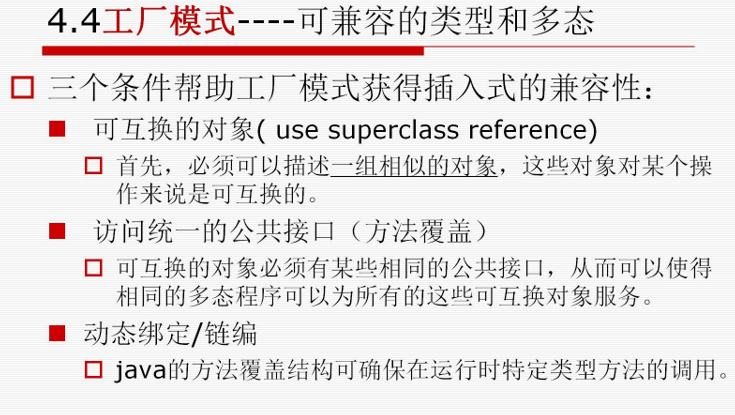 4.4工厂模式----可兼容的类型和多态
三个条件帮助工厂模式获得插入式的兼容性：
可互换的对象( use superclass reference)
首先，必须可以描述一组相似的对象，这些对象对某个操
作来说是可互换的。
访问统一的公共接口（方法覆盖）
可互换的对象必须有某些相同的公共接口，从而可以使得
相同的多态程序可以为所有的这些可互换对象服务。
动态绑定/链编
java的方法覆盖结构可确保在运行时特定类型方法的调用。